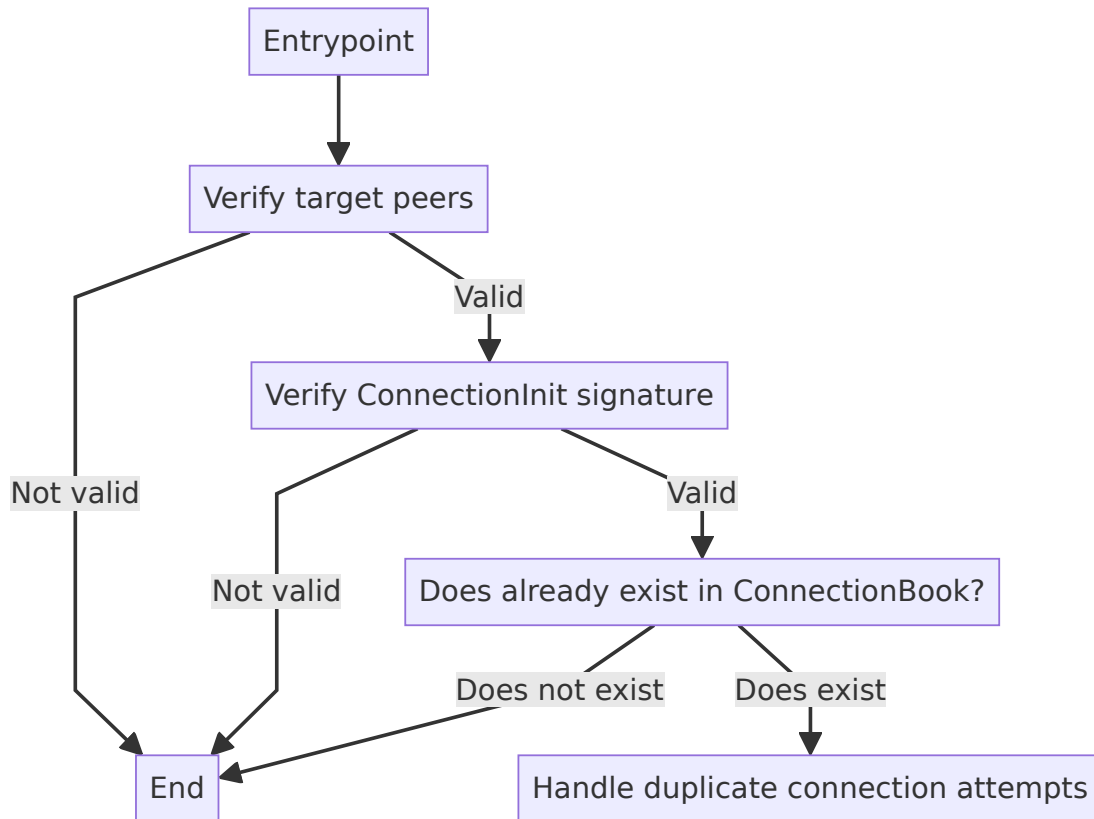 Entrypoint
Verify target peers
Valid
Verify ConnectionInit signature
Not valid
Valid
Not valid
Does already exist in ConnectionBook?
Does not exist
Does exist
End
Handle duplicate connection attempts